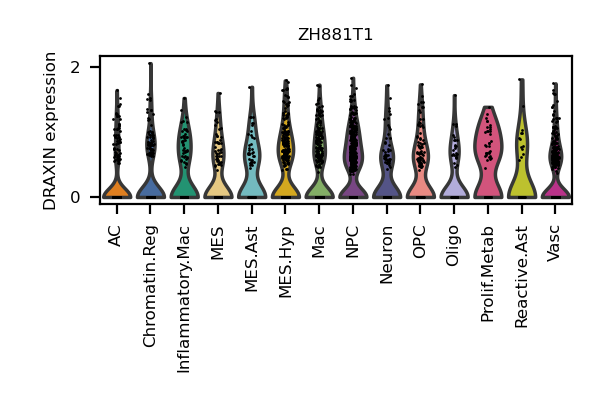 ZH881T1
DRAXIN expression
2
0
AC
Chromatin.Reg
Inflammatory.Mac
MES
MES.Ast
MES.Hyp
Mac
NPC
Neuron
OPC
Oligo
Prolif.Metab
Reactive.Ast
Vasc